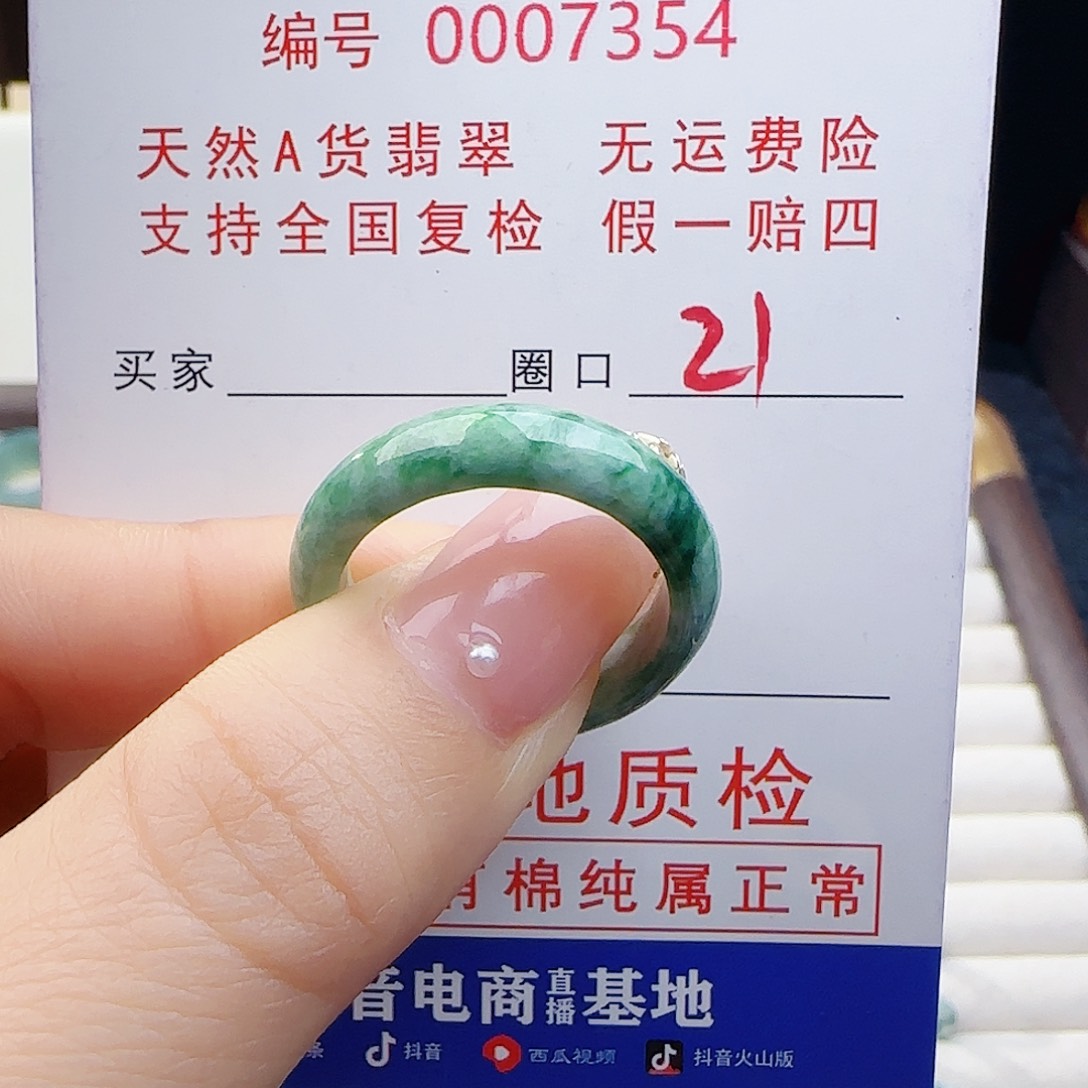 编号 0007354
天然A货翡翠 无运费险
支持全国复检 假一赔四
买家 圈口 21
地质检
有棉纯属正常
音电商直播基地
条 抖音 西瓜视频 抖音火山版